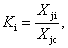 K_i = X_ji / X_jc,